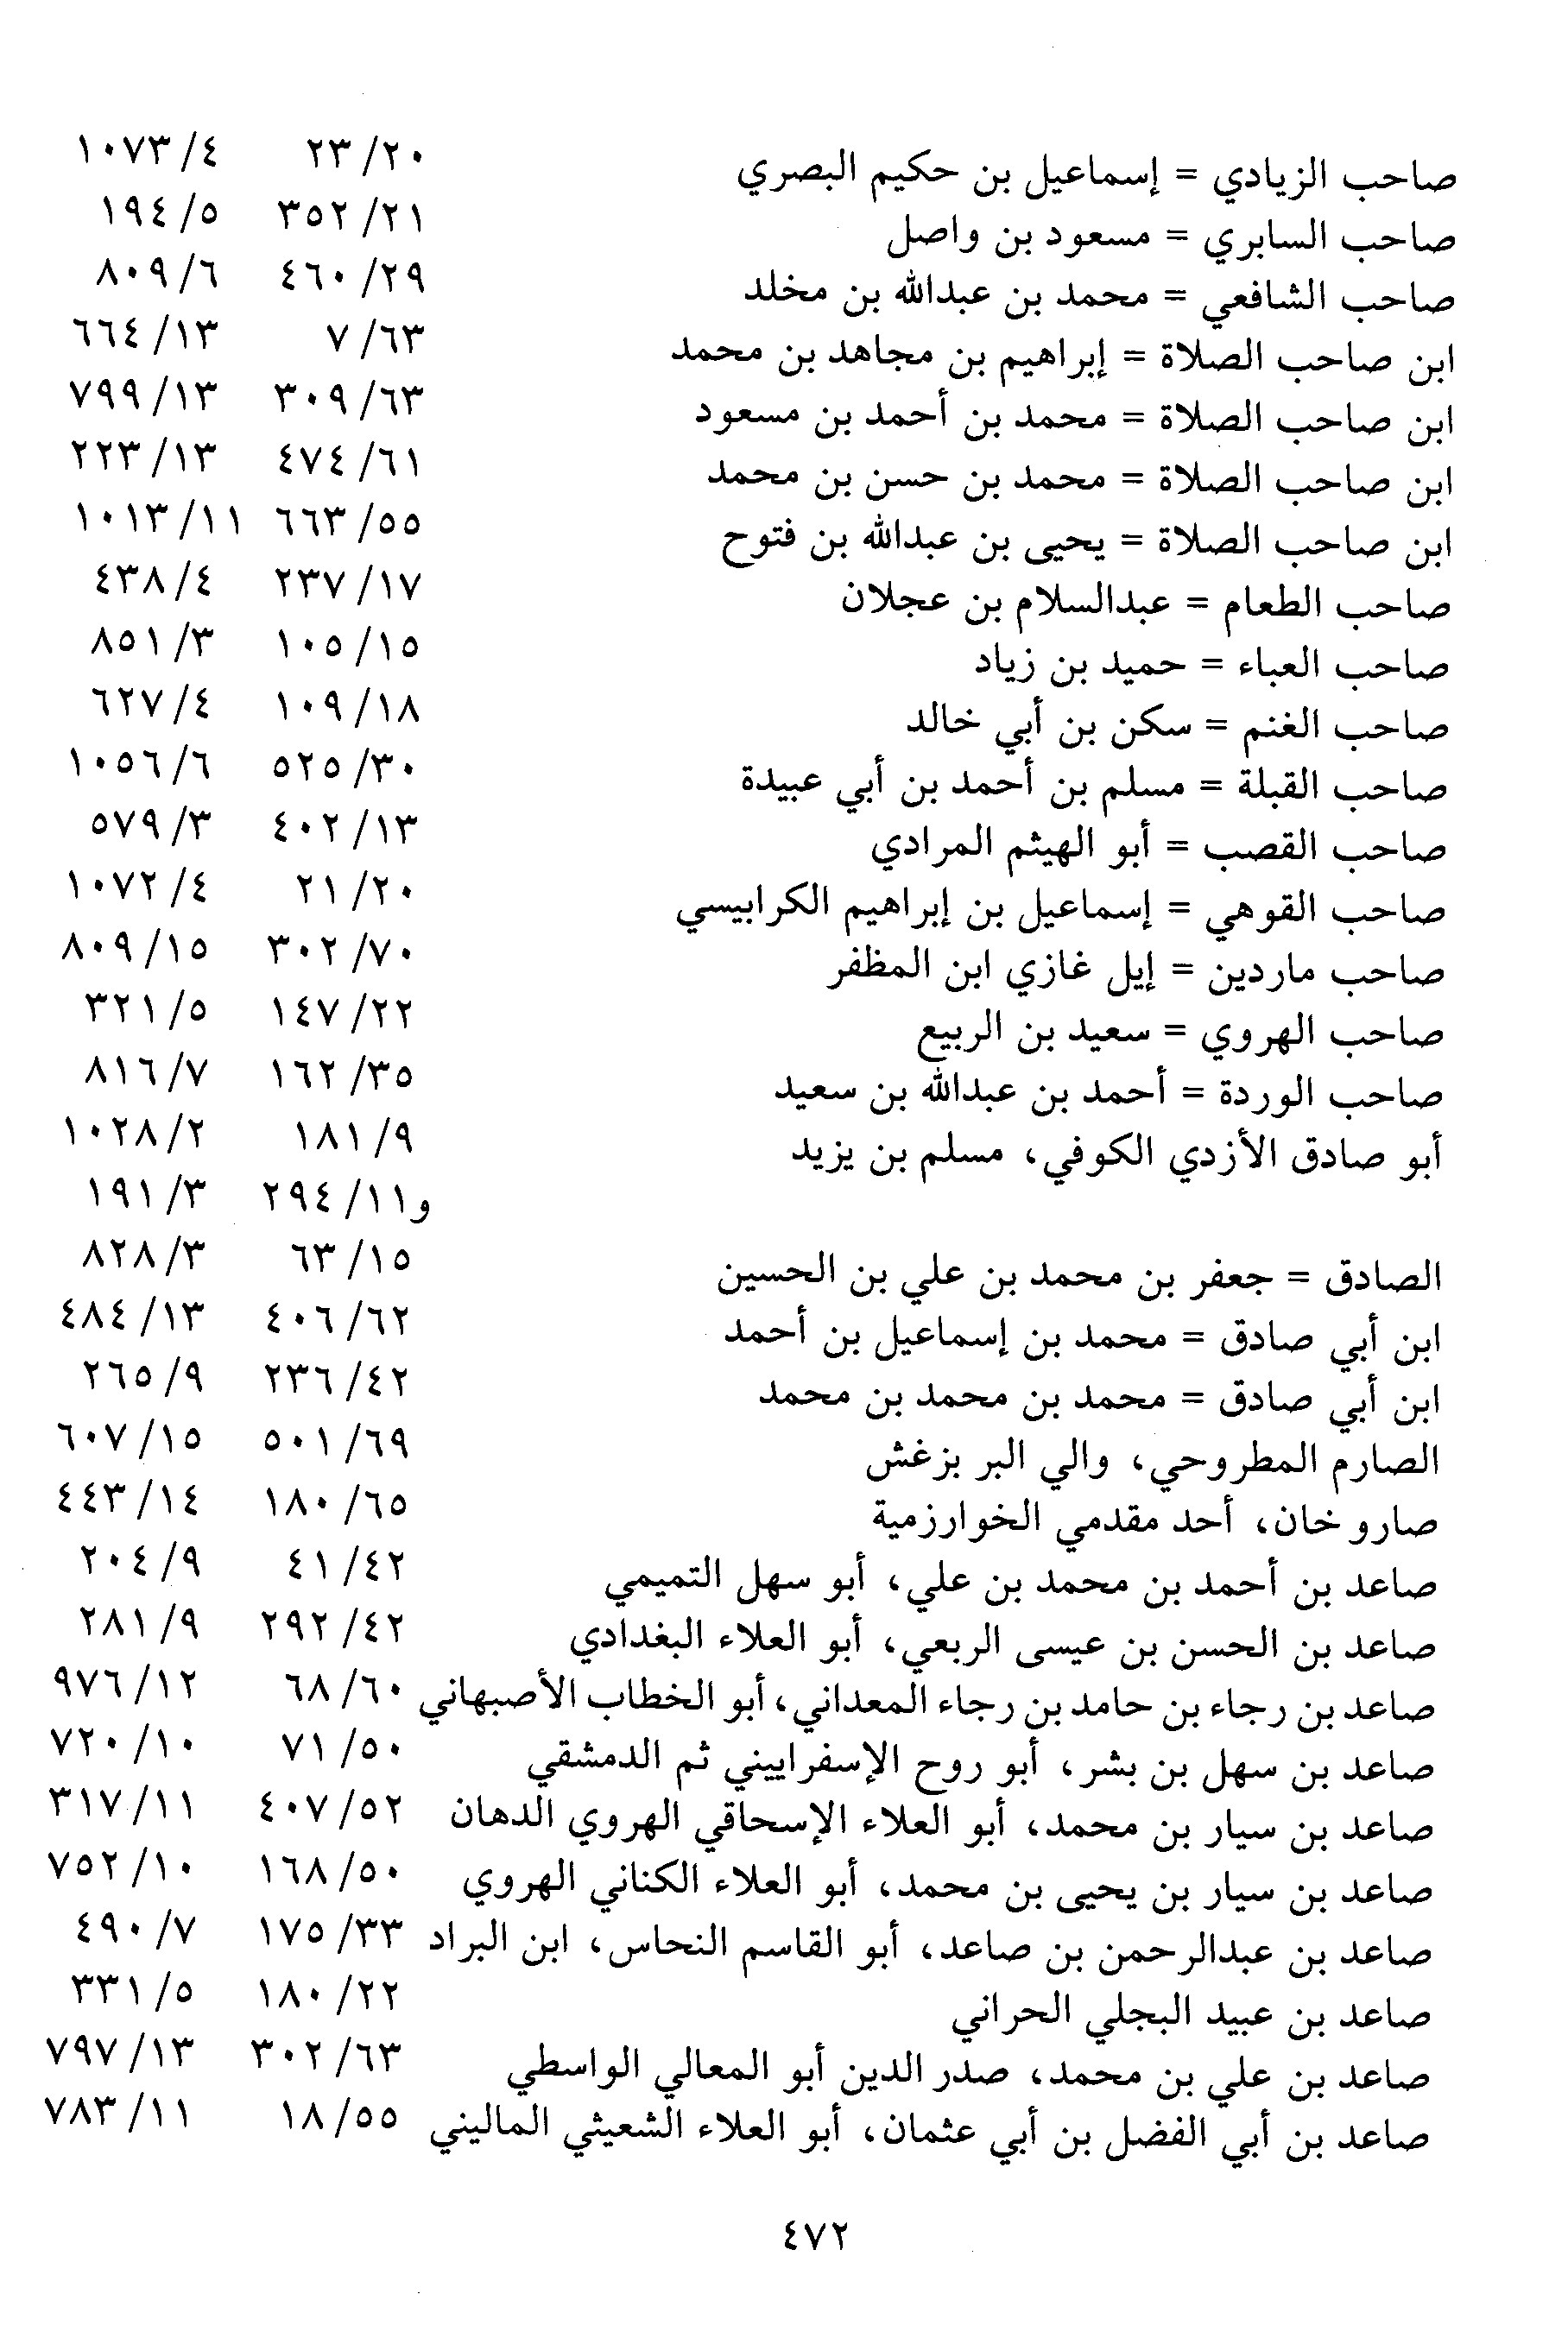 صاحب الزيادي = إسماعيل بن حكيم البصري ٢٠/ ٢٣ ٤/ ١٠٧٣
صاحب السابري = مسعود بن واصل ٢١/ ٣٥٢ ٥/ ١٩٤
صاحب الشافعي = محمد بن عبدالله بن مخلد ٢٩/ ٤٦٠ ٦/ ٨٠٩
ابن صاحب الصلاة = إبراهيم بن مجاهد بن محمد ٦٣/ ٧ ١٣/ ٦٦٤
ابن صاحب الصلاة = محمد بن أحمد بن مسعود ٦٣/ ٣٠٩ ١٣/ ٧٩٩
ابن صاحب الصلاة = محمد بن حسن بن محمد ٦١/ ٤٧٤ ١٣/ ٢٢٣
ابن صاحب الصلاة = يحيى بن عبدالله بن فتوح ٥٥/ ٦٦٣ ١١/ ١٠١٣
صاحب الطعام = عبدالسلام بن عجلان ١٧/ ٢٣٧ ٤/ ٤٣٨
صاحب العباء = حميد بن زياد ١٥/ ١٠٥ ٣/ ٨٥١
صاحب الغنم = سكن بن أبي خالد ١٨/ ١٠٩ ٤/ ٦٢٧
صاحب القبلة = مسلم بن أحمد بن أبي عبيدة ٣٠/ ٥٢٥ ٦/ ١٠٥٦
صاحب القصب = أبو الهيثم المرادي ١٣/ ٤٠٢ ٣/ ٥٧٩
صاحب القوهي = إسماعيل بن إبراهيم الكرابيسي ٢٠/ ٢١ ٤/ ١٠٧٢
صاحب ماردين = إيل غازي ابن المظفر ٧٠/ ٣٠٢ ١٥/ ٨٠٩
صاحب الهروي = سعيد بن الربيع ٢٢/ ١٤٧ ٥/ ٣٢١
صاحب الوردة = أحمد بن عبدالله بن سعيد ٣٥/ ١٦٢ ٧/ ٨١٦
أبو صادق الأزدي الكوفي، مسلم بن يزيد ٩/ ١٨١ ٢/ ١٠٢٨
و١١/ ٢٩٤ ٣/ ١٩١
الصادق = جعفر بن محمد بن علي بن الحسين ١٥/ ٦٣ ٣/ ٨٢٨
ابن أبي صادق = محمد بن إسماعيل بن أحمد ٦٢/ ٤٠٦ ١٣/ ٤٨٤
ابن أبي صادق = محمد بن محمد بن محمد ٤٢/ ٢٣٦ ٩/ ٢٦٥
الصارم المطروحي، والي البر بزغش ٦٩/ ٥٠١ ١٥/ ٦٠٧
صارو خان، أحد مقدمي الخوارزمية ٦٥/ ١٨٠ ١٤/ ٤٤٣
صاعد بن أحمد بن محمد بن علي، أبو سهل التميمي ٤٢/ ٤١ ٩/ ٢٠٤
صاعد بن الحسن بن عيسى الربعي، أبو العلاء البغدادي ٤٢/ ٢٩٢ ٩/ ٢٨١
صاعد بن رجاء بن حامد بن رجاء المعداني، أبو الخطاب الأصبهاني ٦٠/ ٦٨ ١٢/ ٩٧٦
صاعد بن سهل بن بشر، أبو روح الإسفراييني ثم الدمشقي ٥٠/ ٧١ ١٠/ ٧٢٠
صاعد بن سيار بن محمد، أبو العلاء الإسحاقي الهروي الدهان ٥٢/ ٤٠٧ ١١/ ٣١٧
صاعد بن سيار بن يحيى بن محمد، أبو العلاء الكناني الهروي ٥٠/ ١٦٨ ١٠/ ٧٥٢
صاعد بن عبدالرحمن بن صاعد، أبو القاسم النحاس، ابن البراد ٣٣/ ١٧٥ ٧/ ٤٩٠
صاعد بن عبيد البجلي الحراني ٢٢/ ١٨٠ ٥/ ٣٣١
صاعد بن علي بن محمد، صدر الدين أبو المعالي الواسطي ٦٣/ ٣٠٢ ١٣/ ٧٩٧
صاعد بن أبي الفضل بن أبي عثمان، أبو العلاء الشعيثي الماليني ٥٥/ ١٨ ١١/ ٧٨٣
٤٧٢